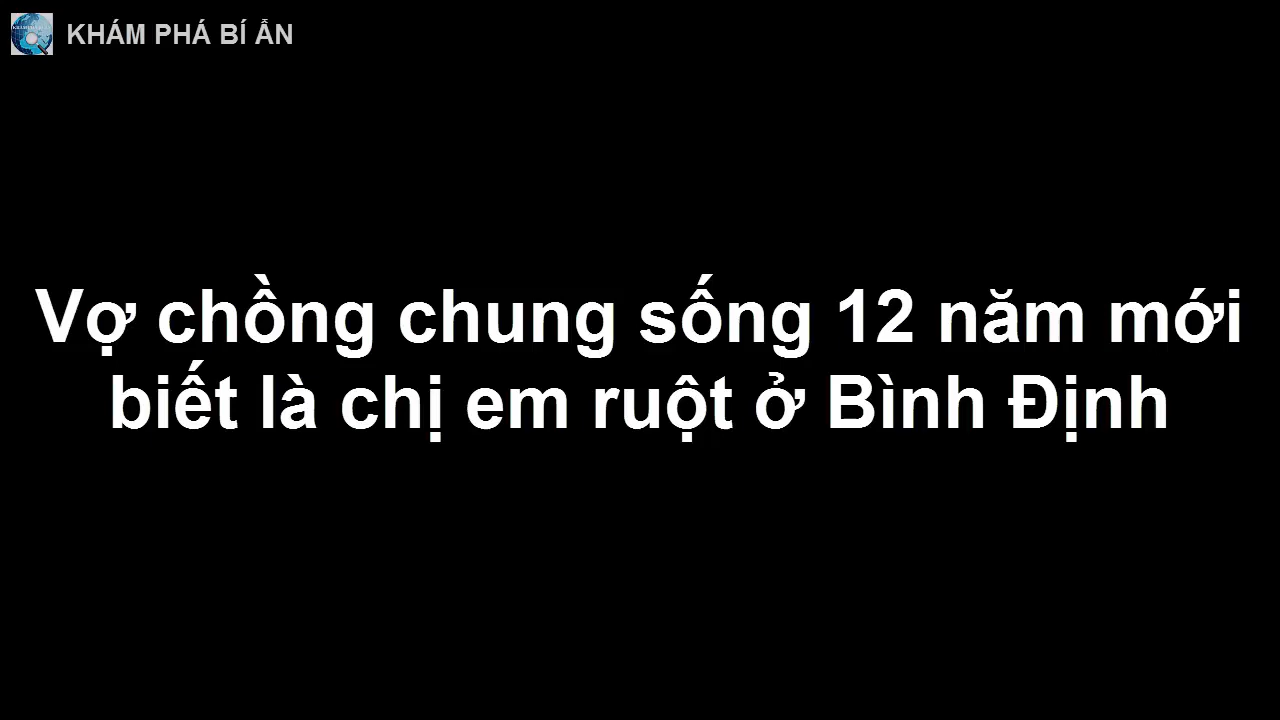 KHÁM PHÁ BÍ ẨN
Vợ chồng chung sống 12 năm mới
biết là chị em ruột ở Bình Định